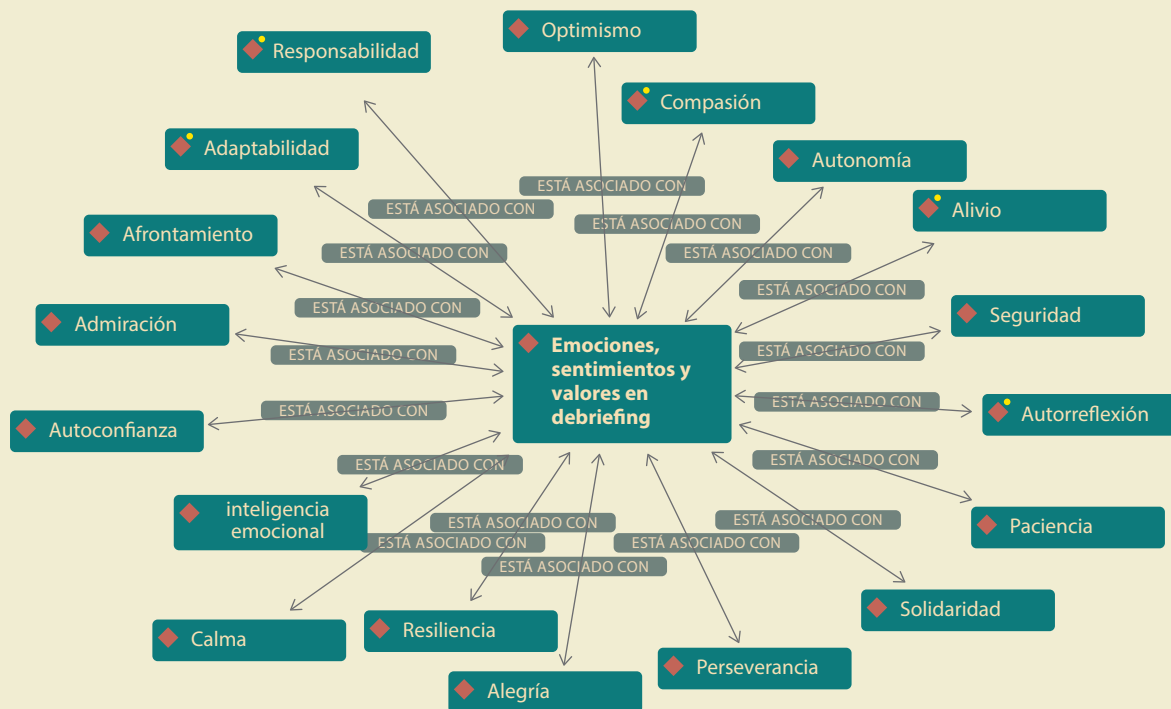 Optimismo
Responsabilidad
Compasión
Adaptabilidad
Autonomía
ESTÁ ASOCIADO CON
ESTÁ ASOCIADO CON
Alivio
ESTÁ ASOCIADO CON
Afrontamiento
ESTÁ ASOCIADO CON
ESTÁ ASOCIADO CON
ESTÁ ASOCIADO CON
ESTÁ ASOCIADO CON
Seguridad
Admiración
ESTÁ ASOCIADO CON
ESTÁ ASOCIADO CON
Emociones,
sentimientos y
valores en
debriefing
ESTÁ ASOCIADO CON
ESTÁ ASOCIADO CON
Autorreflexión
Autoconfianza
ESTÁ ASOCIADO CON
ESTÁ ASOCIADO CON
inteligencia
emocional
ESTÁ ASOCIADO CON
ESTÁ ASOCIADO CON
Paciencia
ESTÁ ASOCIADO CON
ESTÁ ASOCIADO CON
ESTÁ ASOCIADO CON
Solidaridad
Resiliencia
Calma
Perseverancia
Alegría